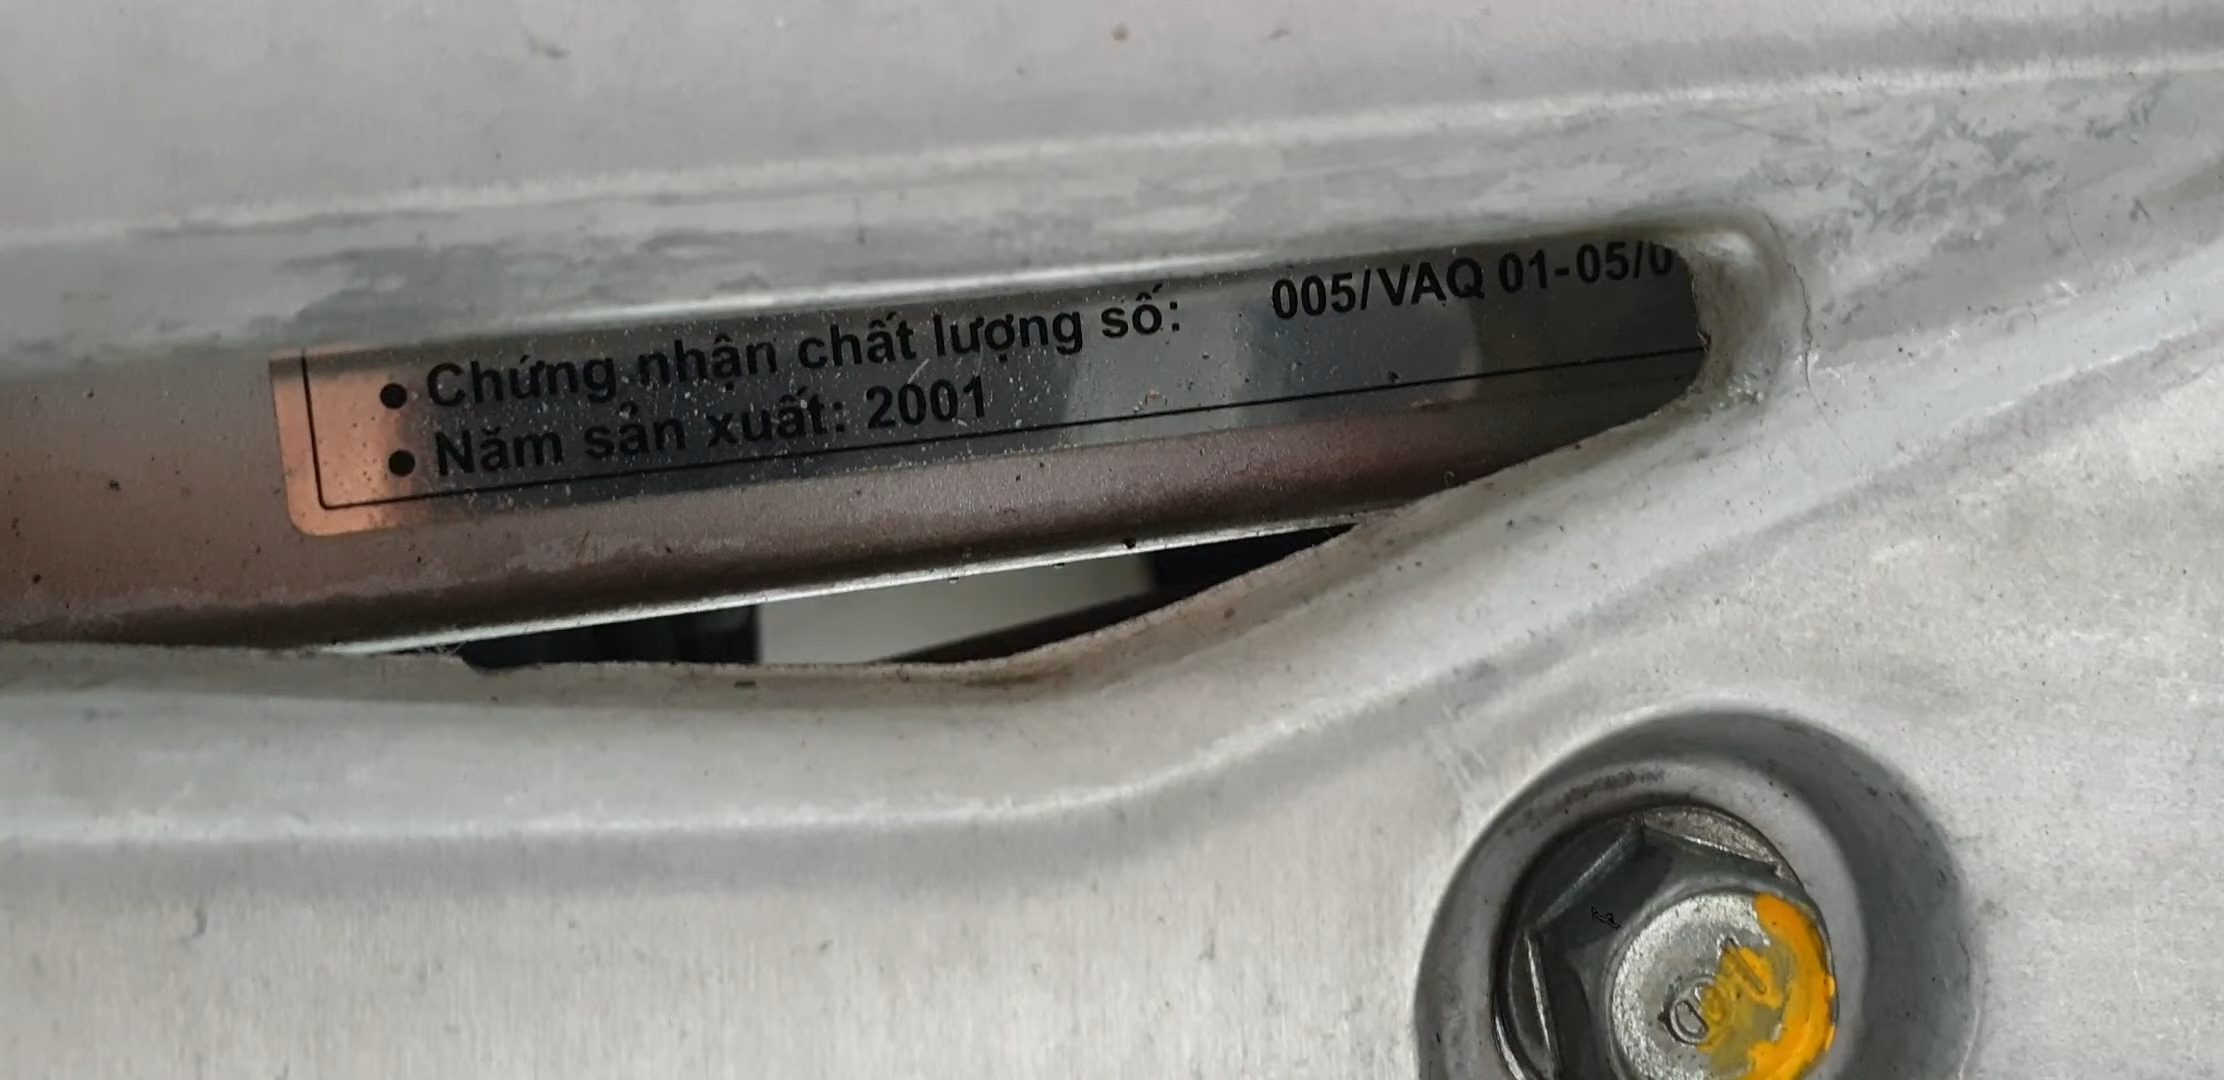 • Chứng nhận chất lượng số: 005/VAQ 01-05/0
• Năm sản xuất: 2001